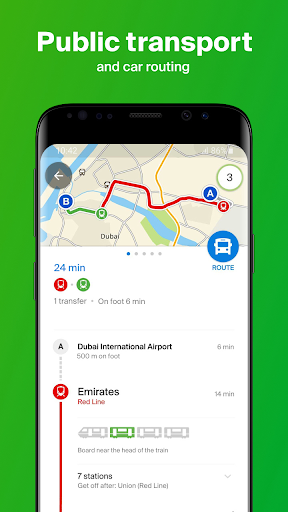 Public transport
and car routing
10:42
3
A
B
Dubai
24 min
ROUTE
1 transfer • On foot 6 min
A
Dubai International Airport
6 min
500 m on foot
Emirates
14 min
Red Line
Board near the head of the train
7 stations
Get off after: Union (Red Line)